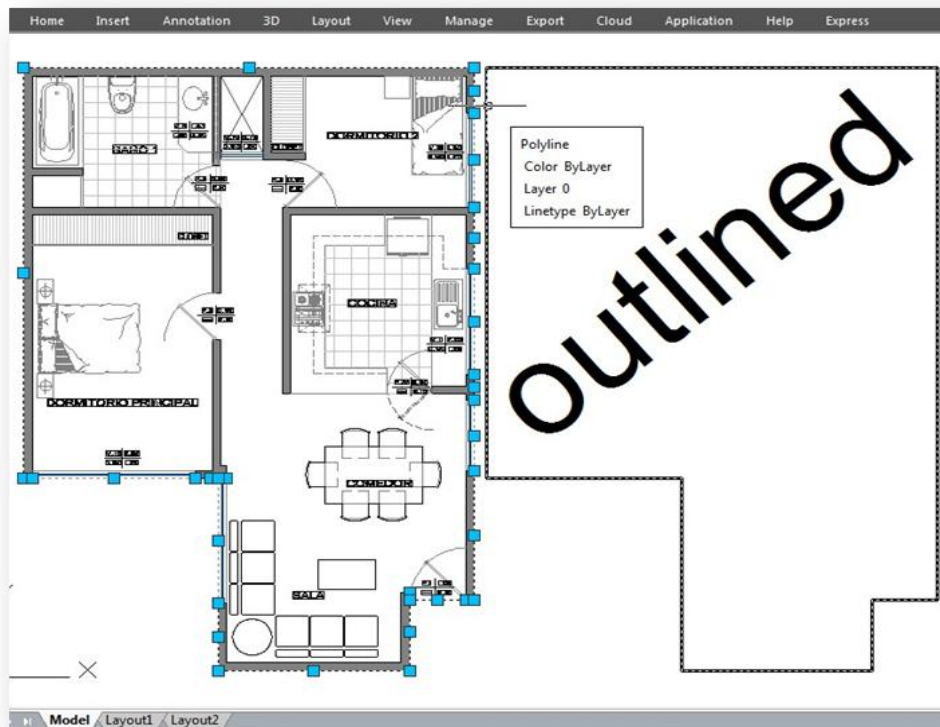 Home Insert Annotation 3D Layout View Manage Export Cloud Application Help Express
BAÑO 1
DORMITORIO 2
CLOSET
COCINA
DORMITORIO PRINCIPAL
COMEDOR
SALA
Polyline
Color ByLayer
Layer 0
Linetype ByLayer
outlined
Model Layout1 Layout2